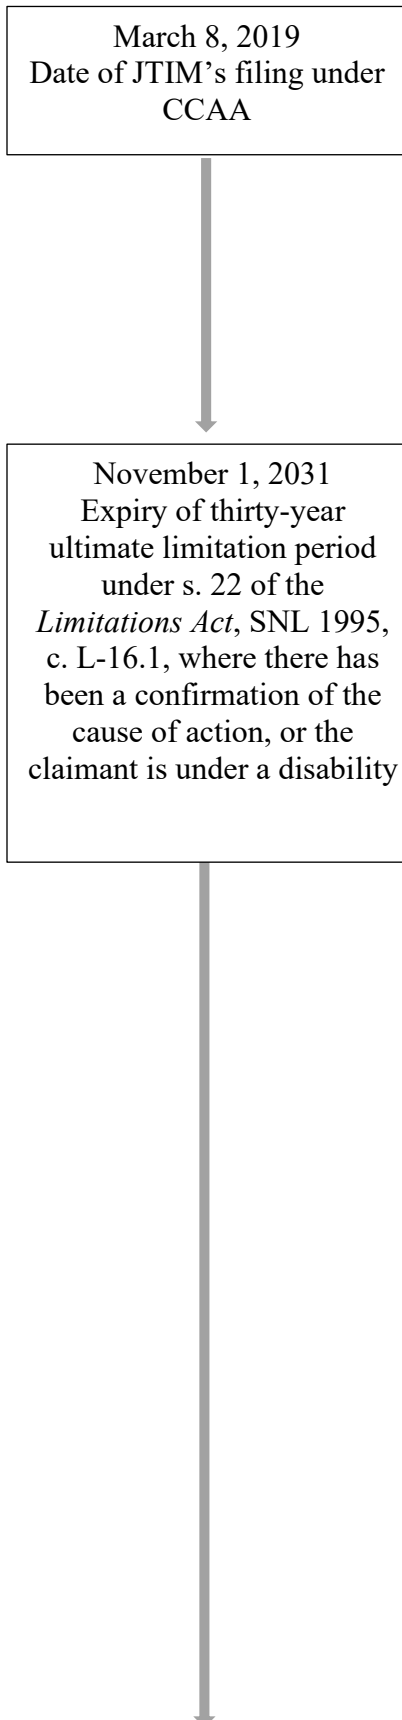 March 8, 2019
Date of JTIM’s filing under
CCAA
November 1, 2031
Expiry of thirty-year
ultimate limitation period
under s. 22 of the
Limitations Act, SNL 1995,
c. L-16.1, where there has
been a confirmation of the
cause of action, or the
claimant is under a disability